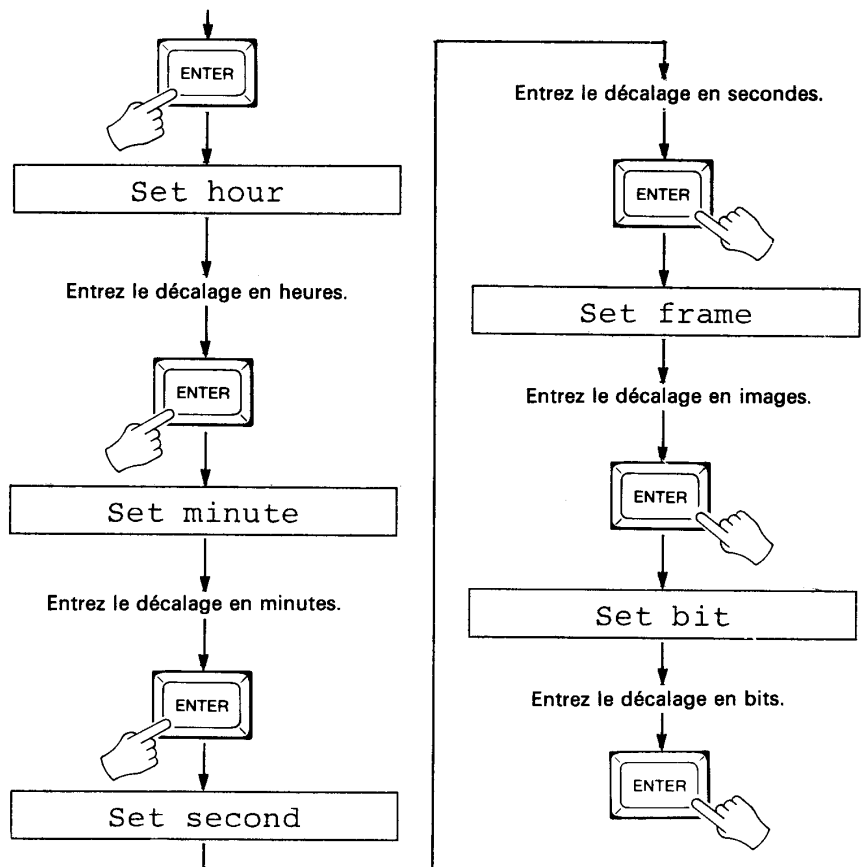 ENTER
Set hour
Entrez le décalage en heures.
ENTER
Set minute
Entrez le décalage en minutes.
ENTER
Set second
Entrez le décalage en secondes.
ENTER
Set frame
Entrez le décalage en images.
ENTER
Set bit
Entrez le décalage en bits.
ENTER